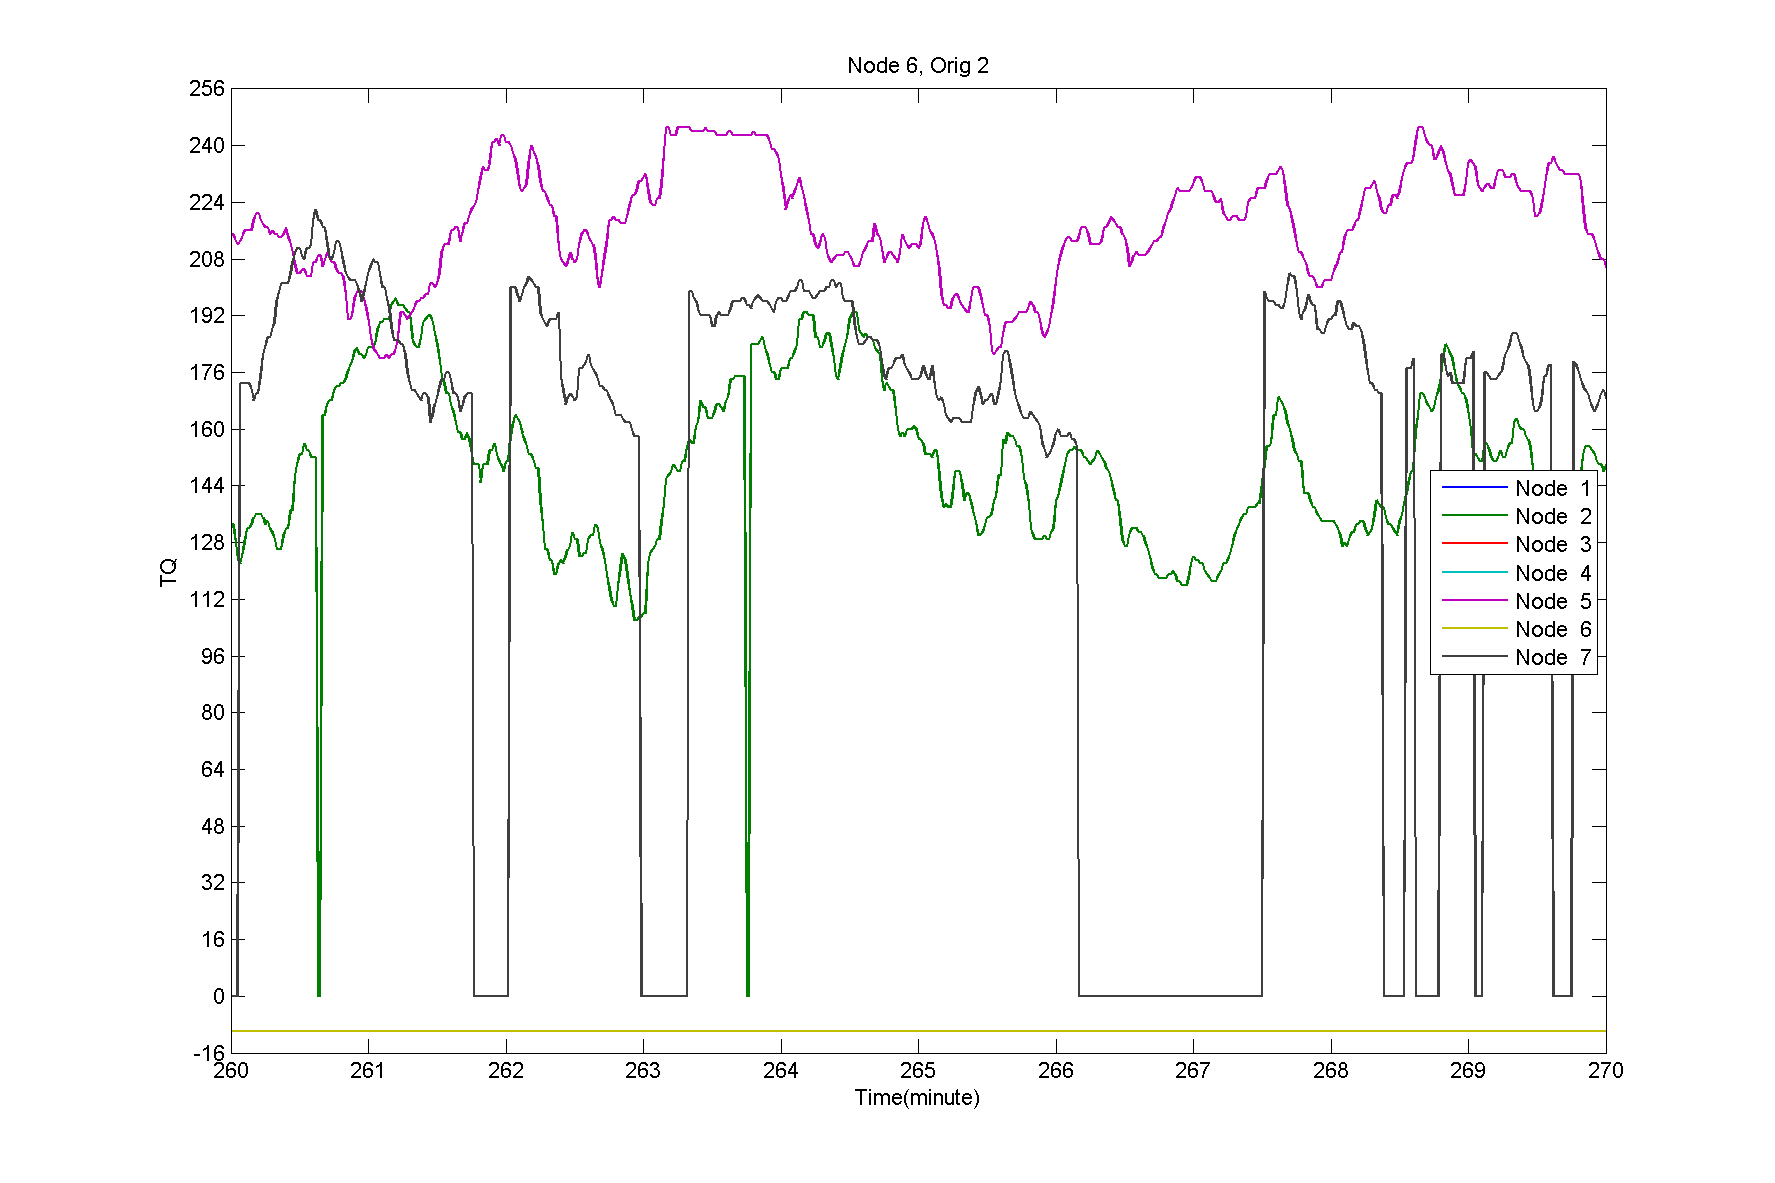 Node 6, Orig 2
256
240
224
208
192
176
160
144
128
112
96
80
64
48
32
16
0
-16
TQ
Node 1
Node 2
Node 3
Node 4
Node 5
Node 6
Node 7
260 261 262 263 264 265 266 267 268 269 270
Time(minute)